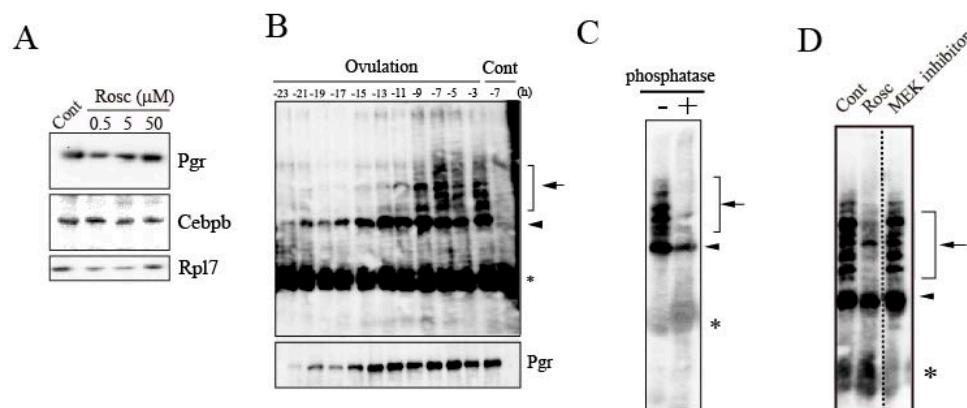 A
Cont
Rosc (μM)
0.5 5 50
Pgr
Cebpb
Rpl7
B
Ovulation Cont
-23 -21 -19 -17 -15 -13 -11 -9 -7 -5 -3 -7 (h)
*
Pgr
C
phosphatase
- +
*
D
Cont
Rosc
MEK inhibitor
*